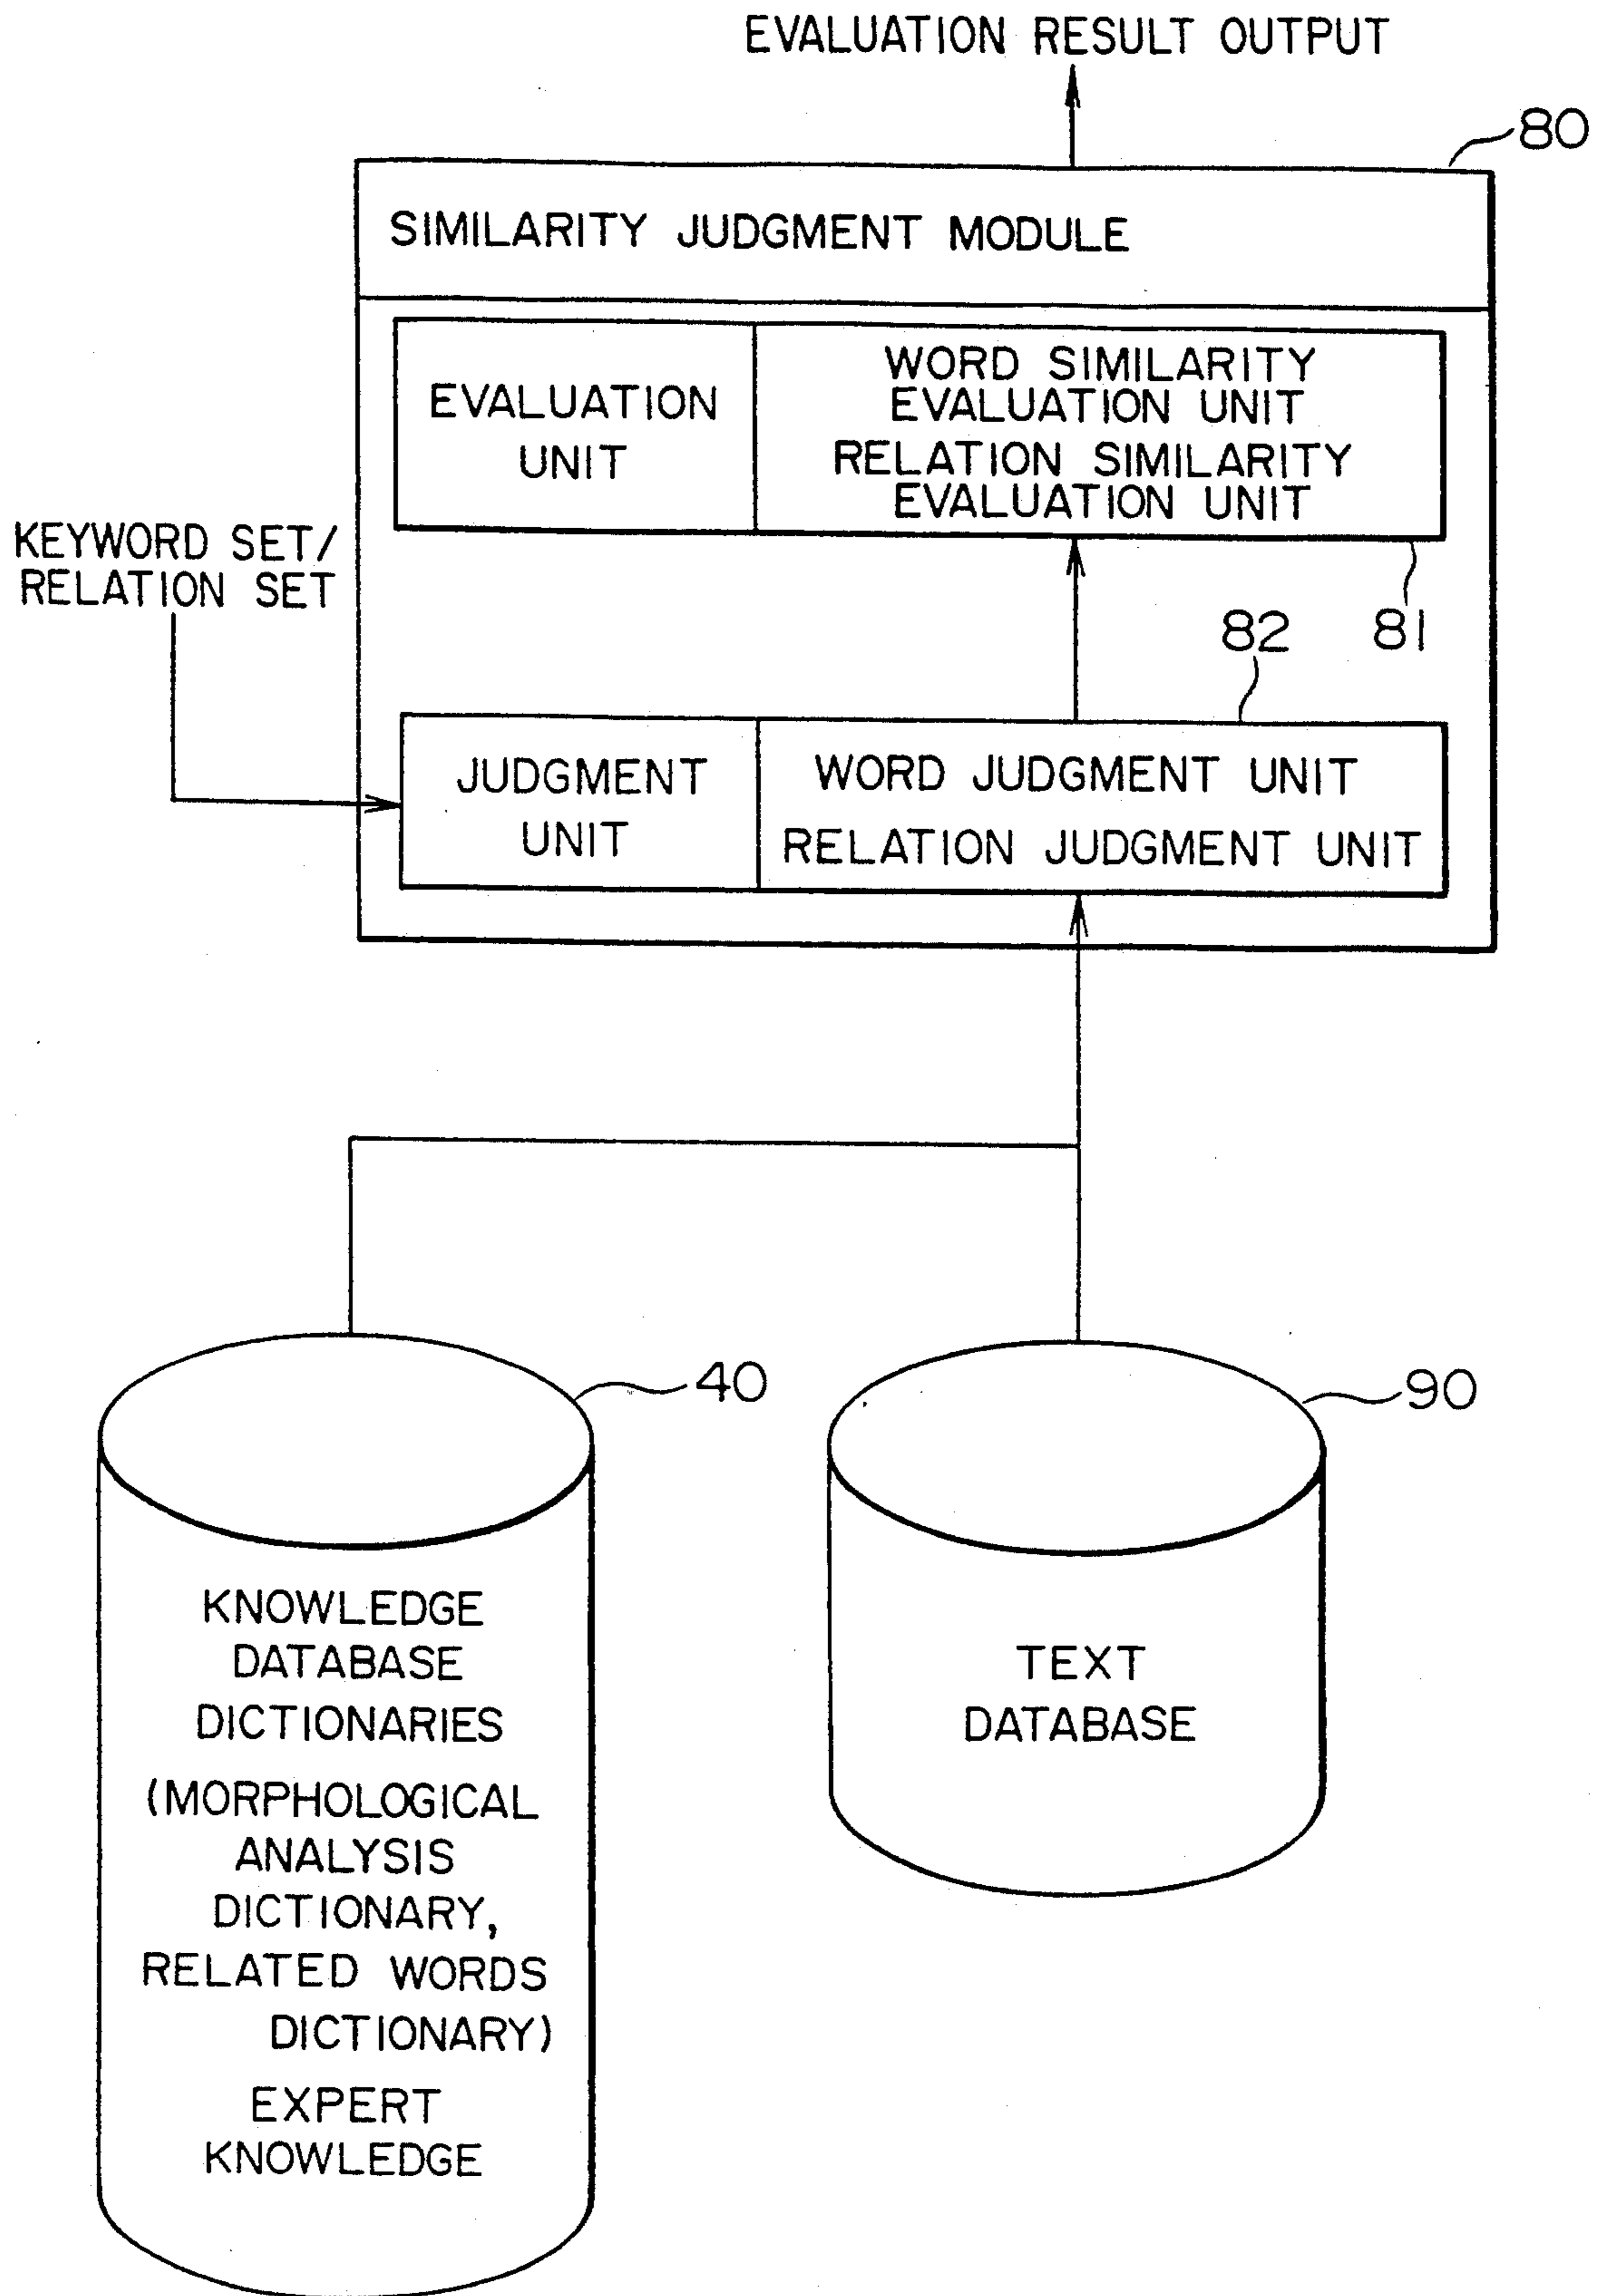 EVALUATION RESULT OUTPUT
80
SIMILARITY JUDGMENT MODULE
EVALUATION
UNIT
WORD SIMILARITY
EVALUATION UNIT
RELATION SIMILARITY
EVALUATION UNIT
KEYWORD SET/
RELATION SET
81
82
JUDGMENT
UNIT
WORD JUDGMENT UNIT
RELATION JUDGMENT UNIT
40
90
KNOWLEDGE
DATABASE
DICTIONARIES
(MORPHOLOGICAL
ANALYSIS
DICTIONARY,
RELATED WORDS
DICTIONARY)
EXPERT
KNOWLEDGE
TEXT
DATABASE